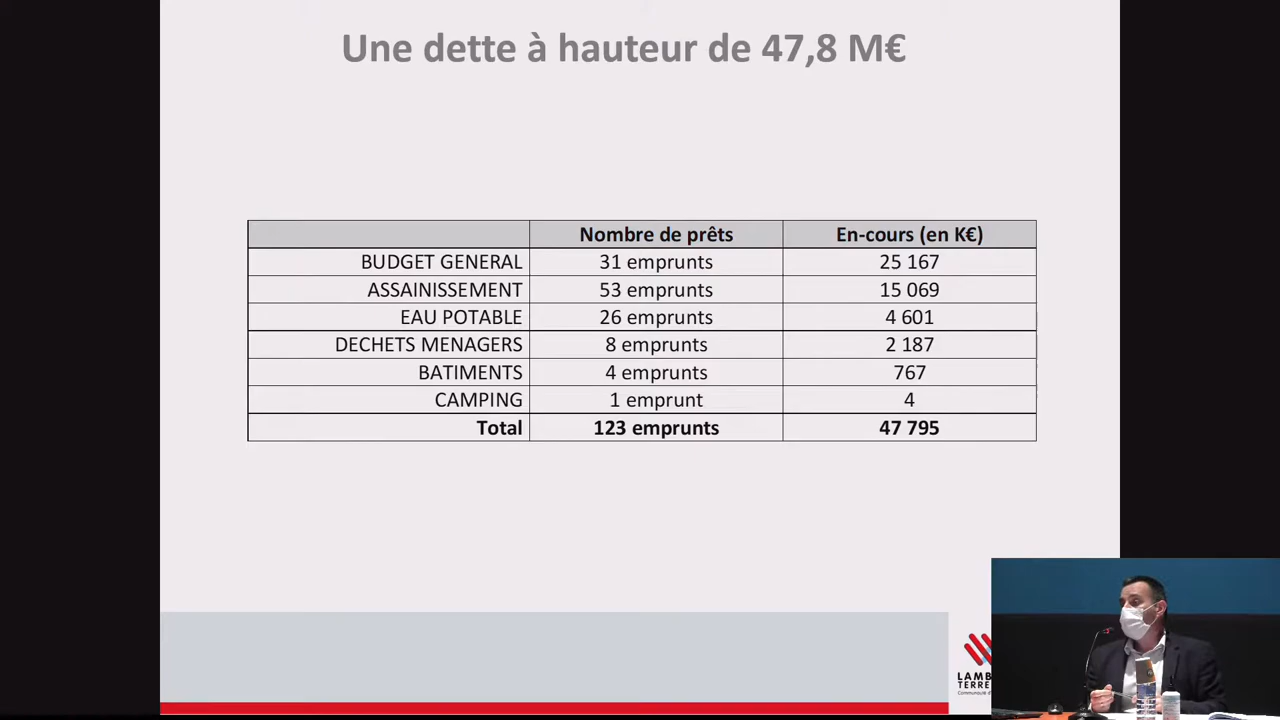 Une dette à hauteur de 47,8 M€
Nombre de prêts En-cours (en K€)
BUDGET GENERAL 31 emprunts 25 167
ASSAINISSEMENT 53 emprunts 15 069
EAU POTABLE 26 emprunts 4 601
DECHETS MENAGERS 8 emprunts 2 187
BATIMENTS 4 emprunts 767
CAMPING 1 emprunt 4
Total 123 emprunts 47 795
LAMB
TERRE